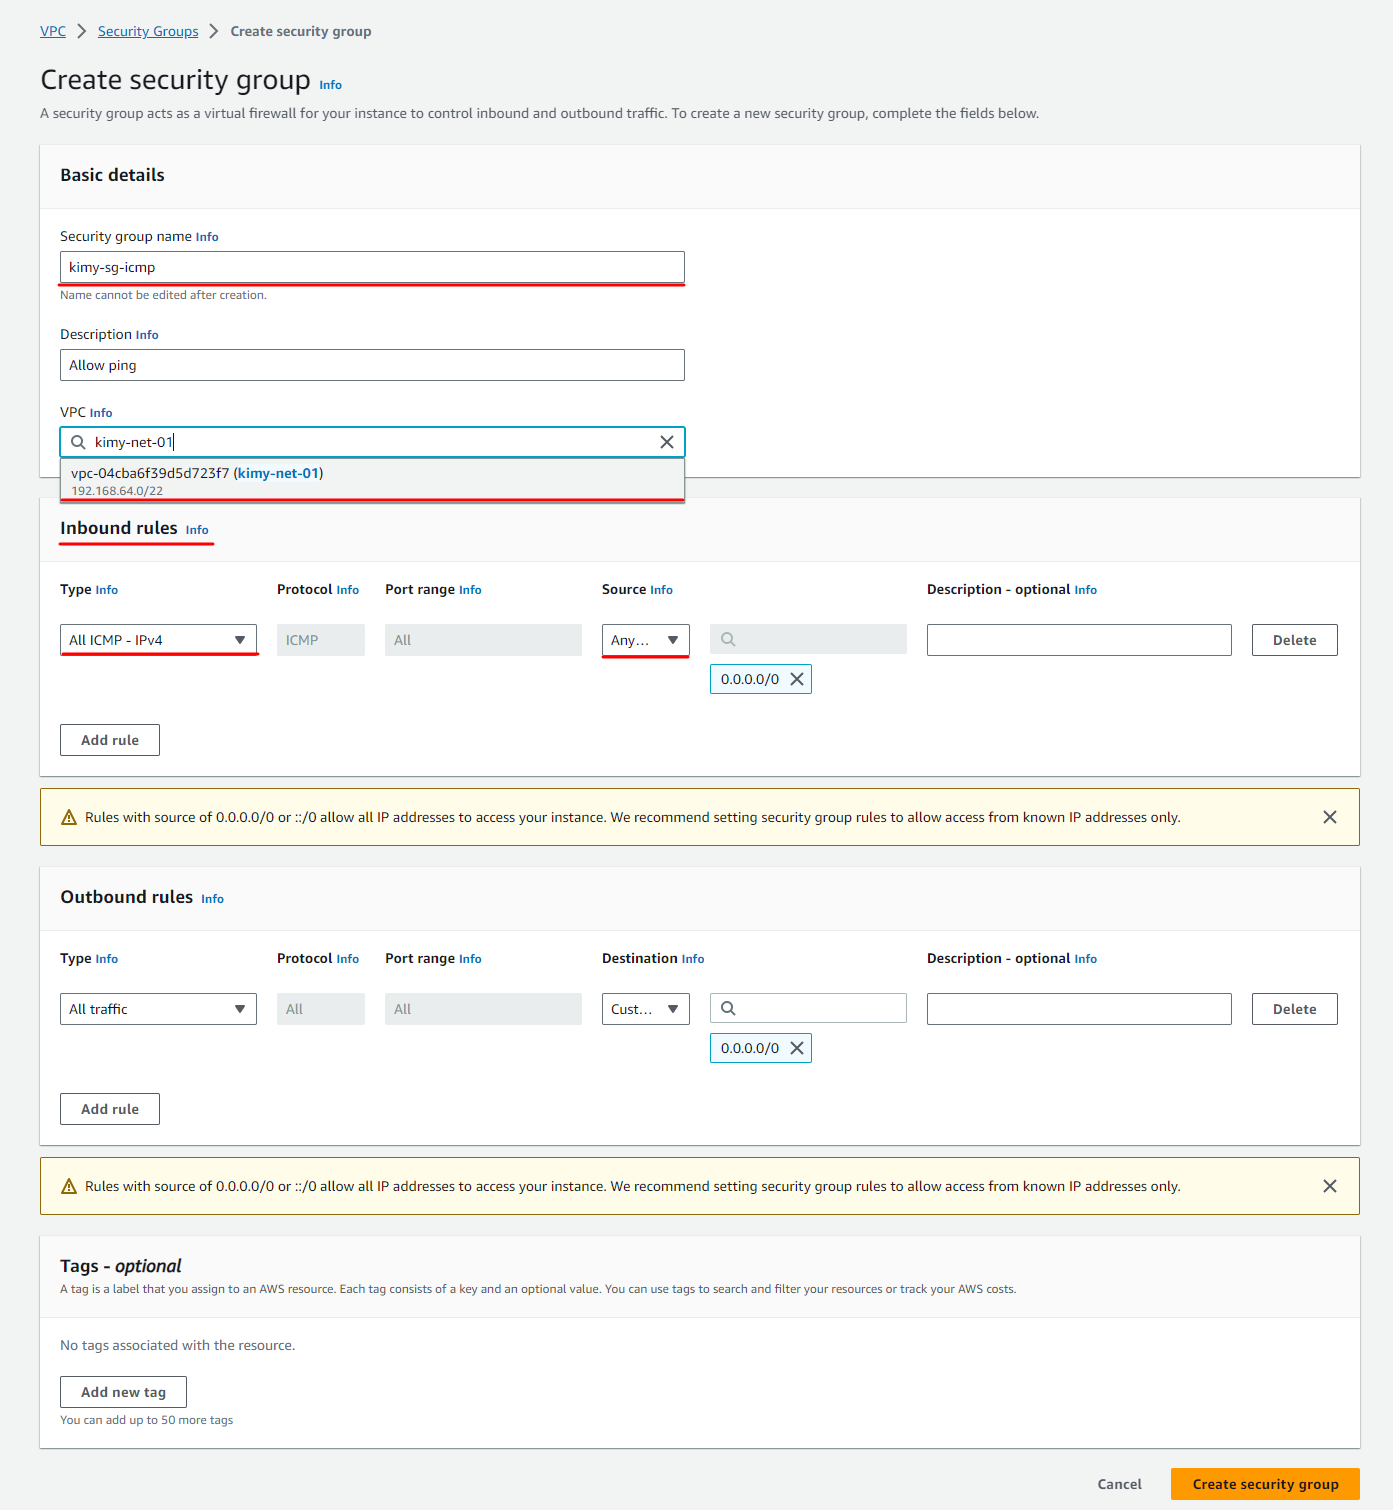 VPC > Security Groups > Create security group
Create security group Info
A security group acts as a virtual firewall for your instance to control inbound and outbound traffic. To create a new security group, complete the fields below.
Basic details
Security group name Info
kimy-sg-icmp
Name cannot be edited after creation.
Description Info
Allow ping
VPC Info
kimy-net-01
vpc-04cba6f39d5d723f7 (kimy-net-01)
192.168.64.0/22
Inbound rules Info
Type Info Protocol Info Port range Info Source Info Description - optional Info
All ICMP - IPv4 ICMP All Any... Delete
0.0.0.0/0
Add rule
Rules with source of 0.0.0.0/0 or ::/0 allow all IP addresses to access your instance. We recommend setting security group rules to allow access from known IP addresses only.
Outbound rules Info
Type Info Protocol Info Port range Info Destination Info Description - optional Info
All traffic All All Cust... Delete
0.0.0.0/0
Add rule
Rules with source of 0.0.0.0/0 or ::/0 allow all IP addresses to access your instance. We recommend setting security group rules to allow access from known IP addresses only.
Tags - optional
A tag is a label that you assign to an AWS resource. Each tag consists of a key and an optional value. You can use tags to search and filter your resources or track your AWS costs.
No tags associated with the resource.
Add new tag
You can add up to 50 more tags
Cancel Create security group